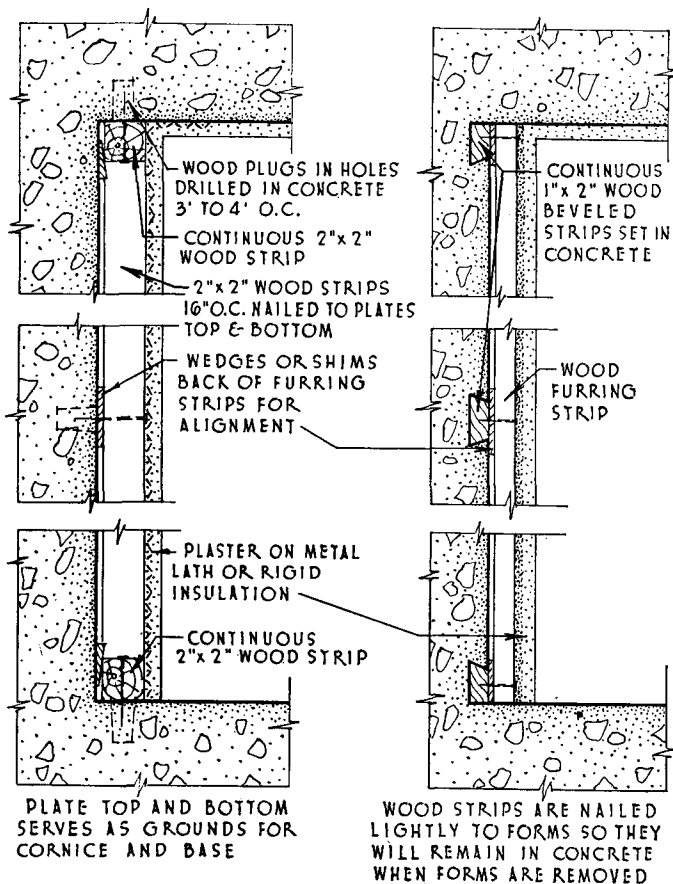 WOOD PLUGS IN HOLES
DRILLED IN CONCRETE
3' TO 4' O.C.
CONTINUOUS 2"x 2"
WOOD STRIP
2"x 2" WOOD STRIPS
16"O.C. NAILED TO PLATES
TOP & BOTTOM
WEDGES OR SHIMS
BACK OF FURRING
STRIPS FOR
ALIGNMENT
PLASTER ON METAL
LATH OR RIGID
INSULATION
CONTINUOUS
2"x 2" WOOD STRIP
PLATE TOP AND BOTTOM
SERVES AS GROUNDS FOR
CORNICE AND BASE
CONTINUOUS
1"x 2" WOOD
BEVELED
STRIPS SET IN
CONCRETE
WOOD
FURRING
STRIP
WOOD STRIPS ARE NAILED
LIGHTLY TO FORMS SO THEY
WILL REMAIN IN CONCRETE
WHEN FORMS ARE REMOVED